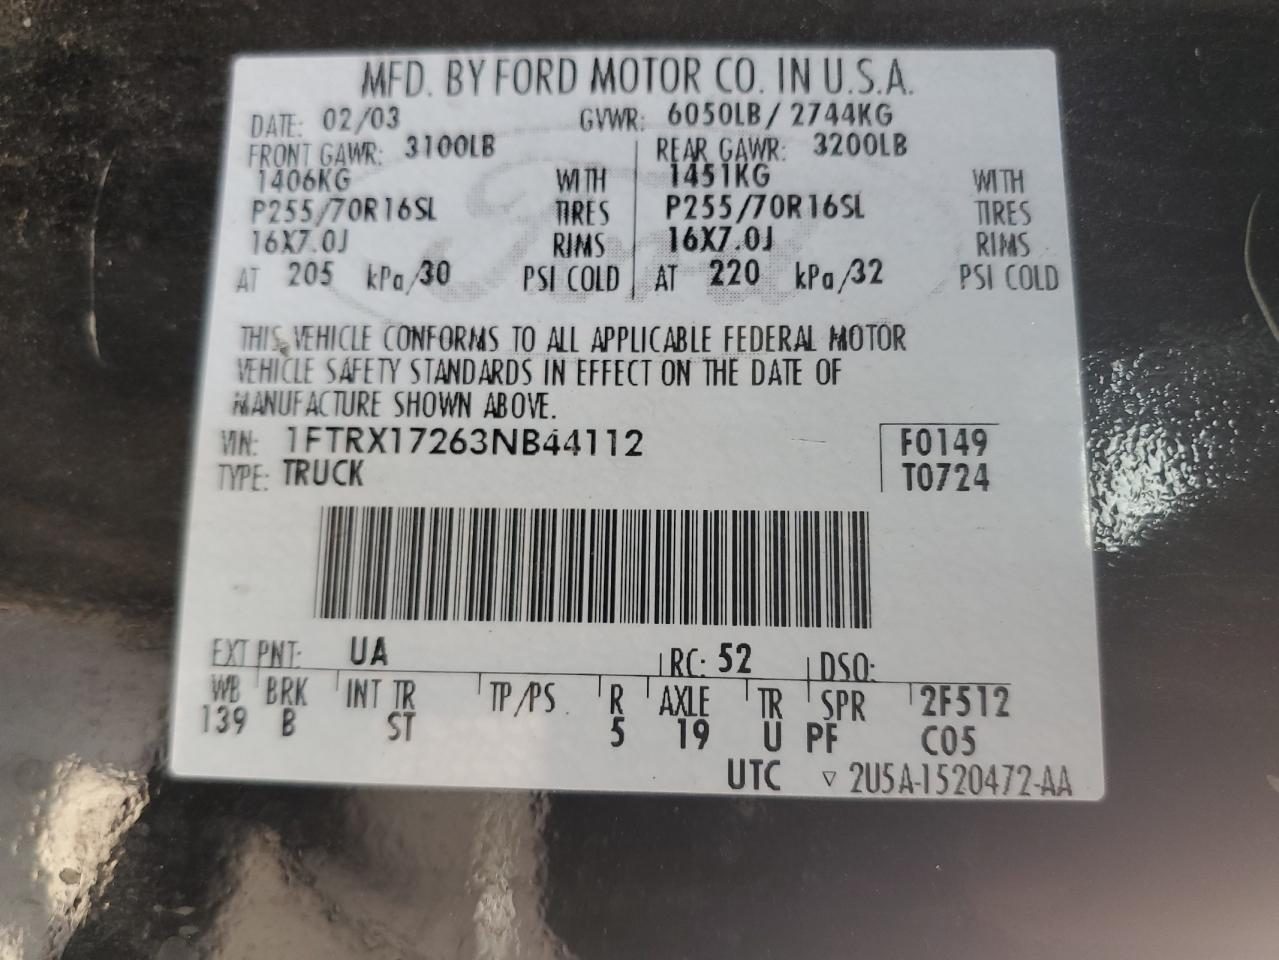 MFD. BY FORD MOTOR CO. IN U.S.A.
DATE: 02/03 GVWR: 6050LB/ 2744KG
FRONT GAWR: 3100LB REAR GAWR: 3200LB
1406KG WITH 1451KG WITH
P255/70R16SL TIRES P255/70R16SL TIRES
16X7.0J RIMS 16X7.0J RIMS
AT 205 kPa/30 PSI COLD AT 220 kPa/32 PSI COLD
THIS VEHICLE CONFORMS TO ALL APPLICABLE FEDERAL MOTOR
VEHICLE SAFETY STANDARDS IN EFFECT ON THE DATE OF
MANUFACTURE SHOWN ABOVE.
VIN: 1FTRX17263NB44112 F0149
TYPE: TRUCK T0724
EXT PNT: UA RC: 52 DSO:
WB BRK INT TR TP/PS R AXLE TR SPR 2F512
139 B ST 5 19 U PF C05
UTC ▽ 2U5A-1520472-AA